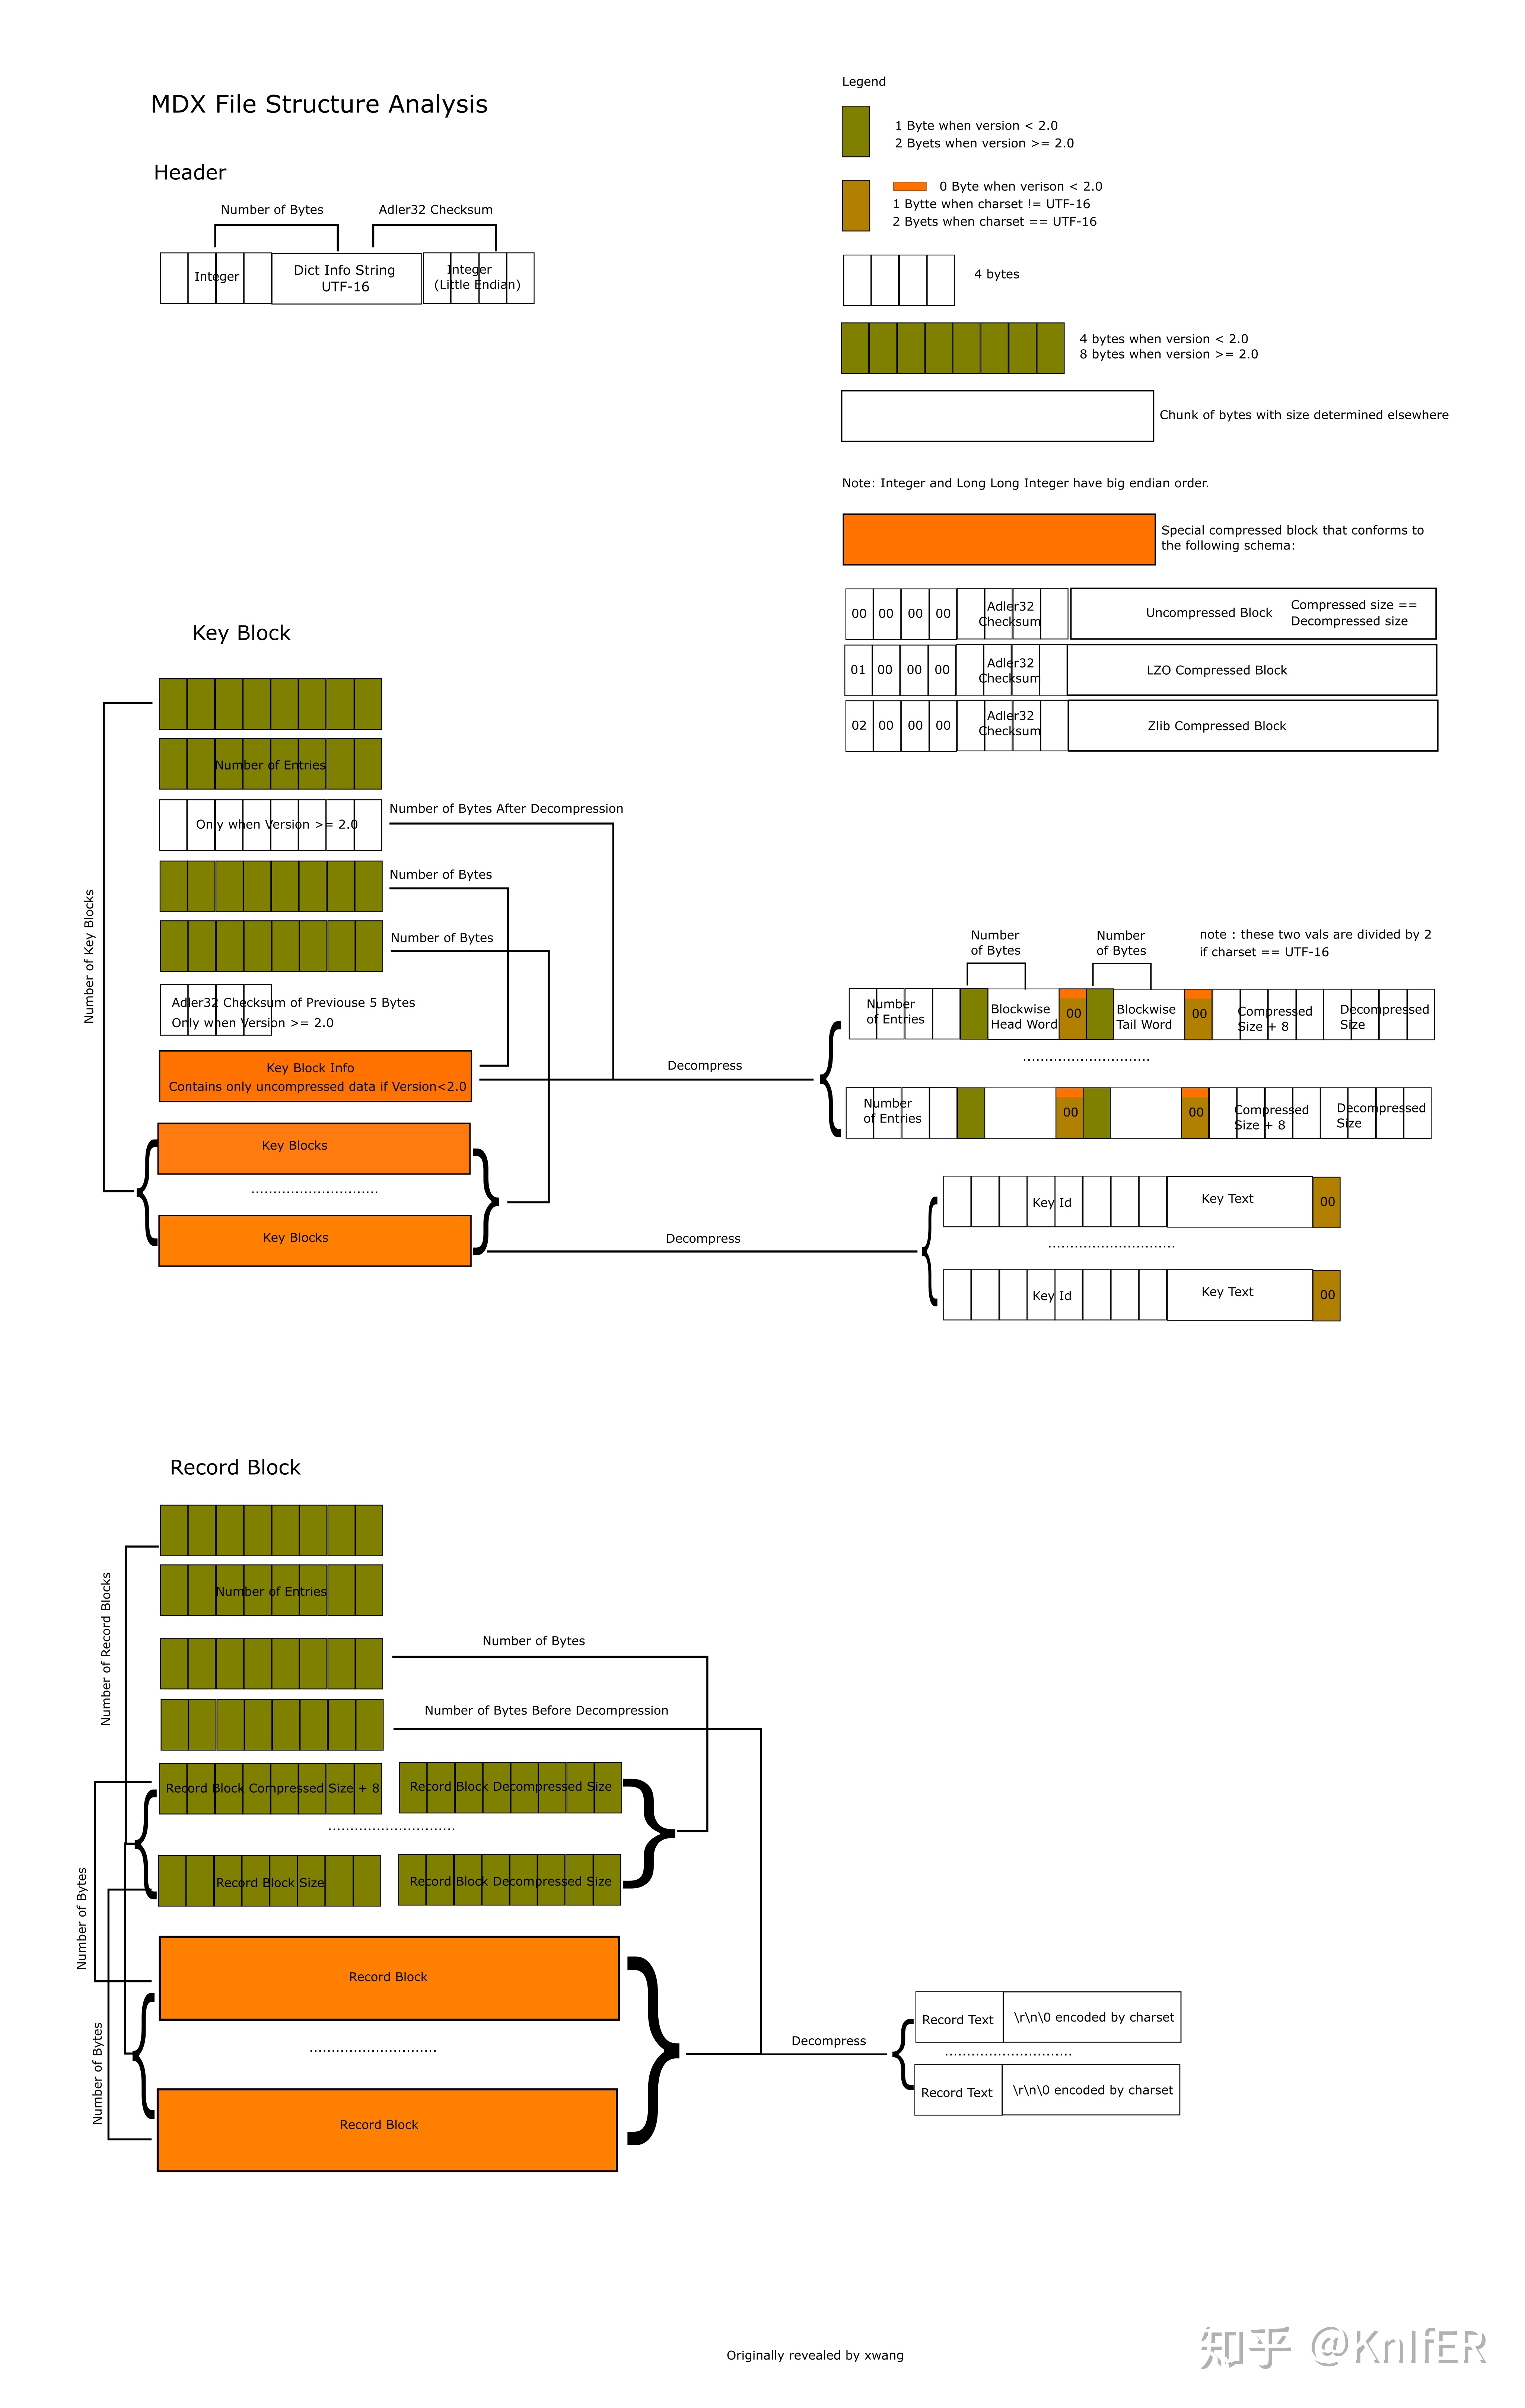 MDX File Structure Analysis
Header
Number of Bytes
Adler32 Checksum
Integer
Dict Info String
UTF-16
Integer
(Little Endian)
Legend
1 Byte when version < 2.0
2 Byets when version >= 2.0
0 Byte when verison < 2.0
1 Bytte when charset != UTF-16
2 Byets when charset == UTF-16
4 bytes
4 bytes when version < 2.0
8 bytes when version >= 2.0
Chunk of bytes with size determined elsewhere
Note: Integer and Long Long Integer have big endian order.
Special compressed block that conforms to
the following schema:
00 00 00 00
Adler32
Checksum
Uncompressed Block
Compressed size ==
Decompressed size
01 00 00 00
Adler32
Checksum
LZO Compressed Block
02 00 00 00
Adler32
Checksum
Zlib Compressed Block
Key Block
Number of Key Blocks
Number of Entries
Only when Version >= 2.0
Number of Bytes After Decompression
Number of Bytes
Number of Bytes
Adler32 Checksum of Previouse 5 Bytes
Only when Version >= 2.0
Key Block Info
Contains only uncompressed data if Version<2.0
Key Blocks
............................
Key Blocks
Decompress
Decompress
Number
of Bytes
Number
of Bytes
note : these two vals are divided by 2
if charset == UTF-16
Number
of Entries
Blockwise
Head Word
00
Blockwise
Tail Word
00
Compressed
Size + 8
Decompressed
Size
............................
Number
of Entries
00
00
Compressed
Size + 8
Decompressed
Size
Key Id
Key Text
00
............................
Key Id
Key Text
00
Record Block
Number of Record Blocks
Number of Entries
Number of Bytes
Number of Bytes Before Decompression
Record Block Compressed Size + 8
Record Block Decompressed Size
............................
Record Block Size
Record Block Decompressed Size
Number of Bytes
Number of Bytes
Record Block
............................
Record Block
Decompress
Record Text
\r\n\0 encoded by charset
............................
Record Text
\r\n\0 encoded by charset
Originally revealed by xwang
知乎 @KnIfER